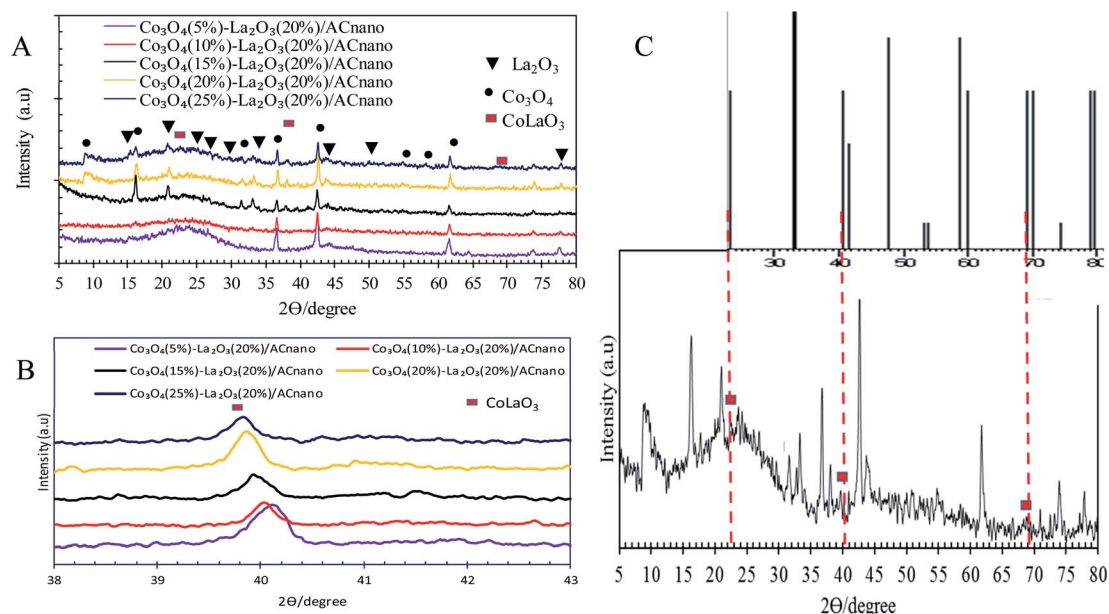 A
Co₃O₄(5%)-La₂O₃(20%)/ACnano
Co₃O₄(10%)-La₂O₃(20%)/ACnano
Co₃O₄(15%)-La₂O₃(20%)/ACnano
Co₃O₄(20%)-La₂O₃(20%)/ACnano
Co₃O₄(25%)-La₂O₃(20%)/ACnano
La₂O₃
Co₃O₄
CoLaO₃
Intensity (a.u)
5 10 15 20 25 30 35 40 45 50 55 60 65 70 75 80
2Θ/degree
B
Co₃O₄(5%)-La₂O₃(20%)/ACnano Co₃O₄(10%)-La₂O₃(20%)/ACnano
Co₃O₄(15%)-La₂O₃(20%)/ACnano Co₃O₄(20%)-La₂O₃(20%)/ACnano
Co₃O₄(25%)-La₂O₃(20%)/ACnano
CoLaO₃
Intensity (a.u)
38 39 40 41 42 43
2Θ/degree
C
30 40 50 60 70 80
Intensity (a.u)
5 10 15 20 25 30 35 40 45 50 55 60 65 70 75 80
2Θ/degree